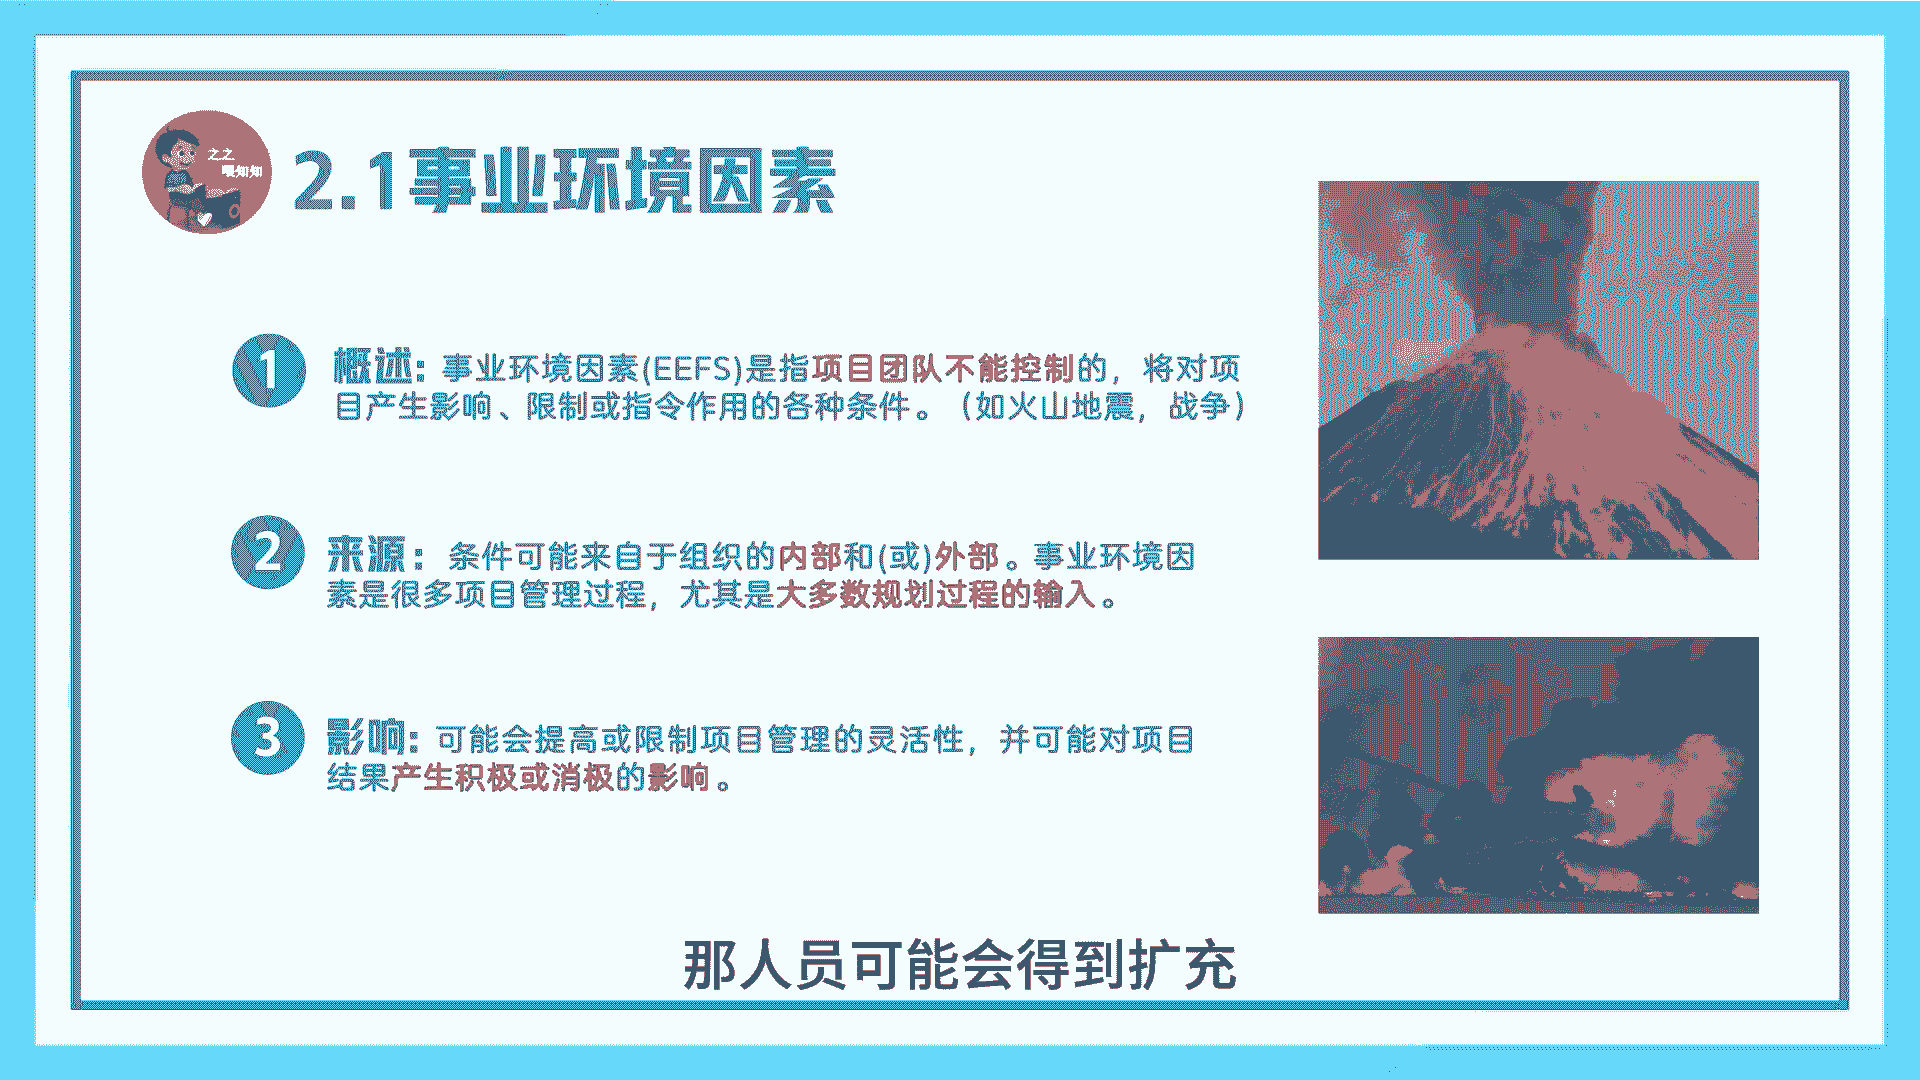 之之
喂知知
2.1事业环境因素
1
概述：事业环境因素(EEFS)是指项目团队不能控制的，将对项
目产生影响、限制或指令作用的各种条件。（如火山地震，战争）
2
来源：条件可能来自于组织的内部和(或)外部。事业环境因
素是很多项目管理过程，尤其是大多数规划过程的输入。
3
影响：可能会提高或限制项目管理的灵活性，并可能对项目
结果产生积极或消极的影响。
那人员可能会得到扩充